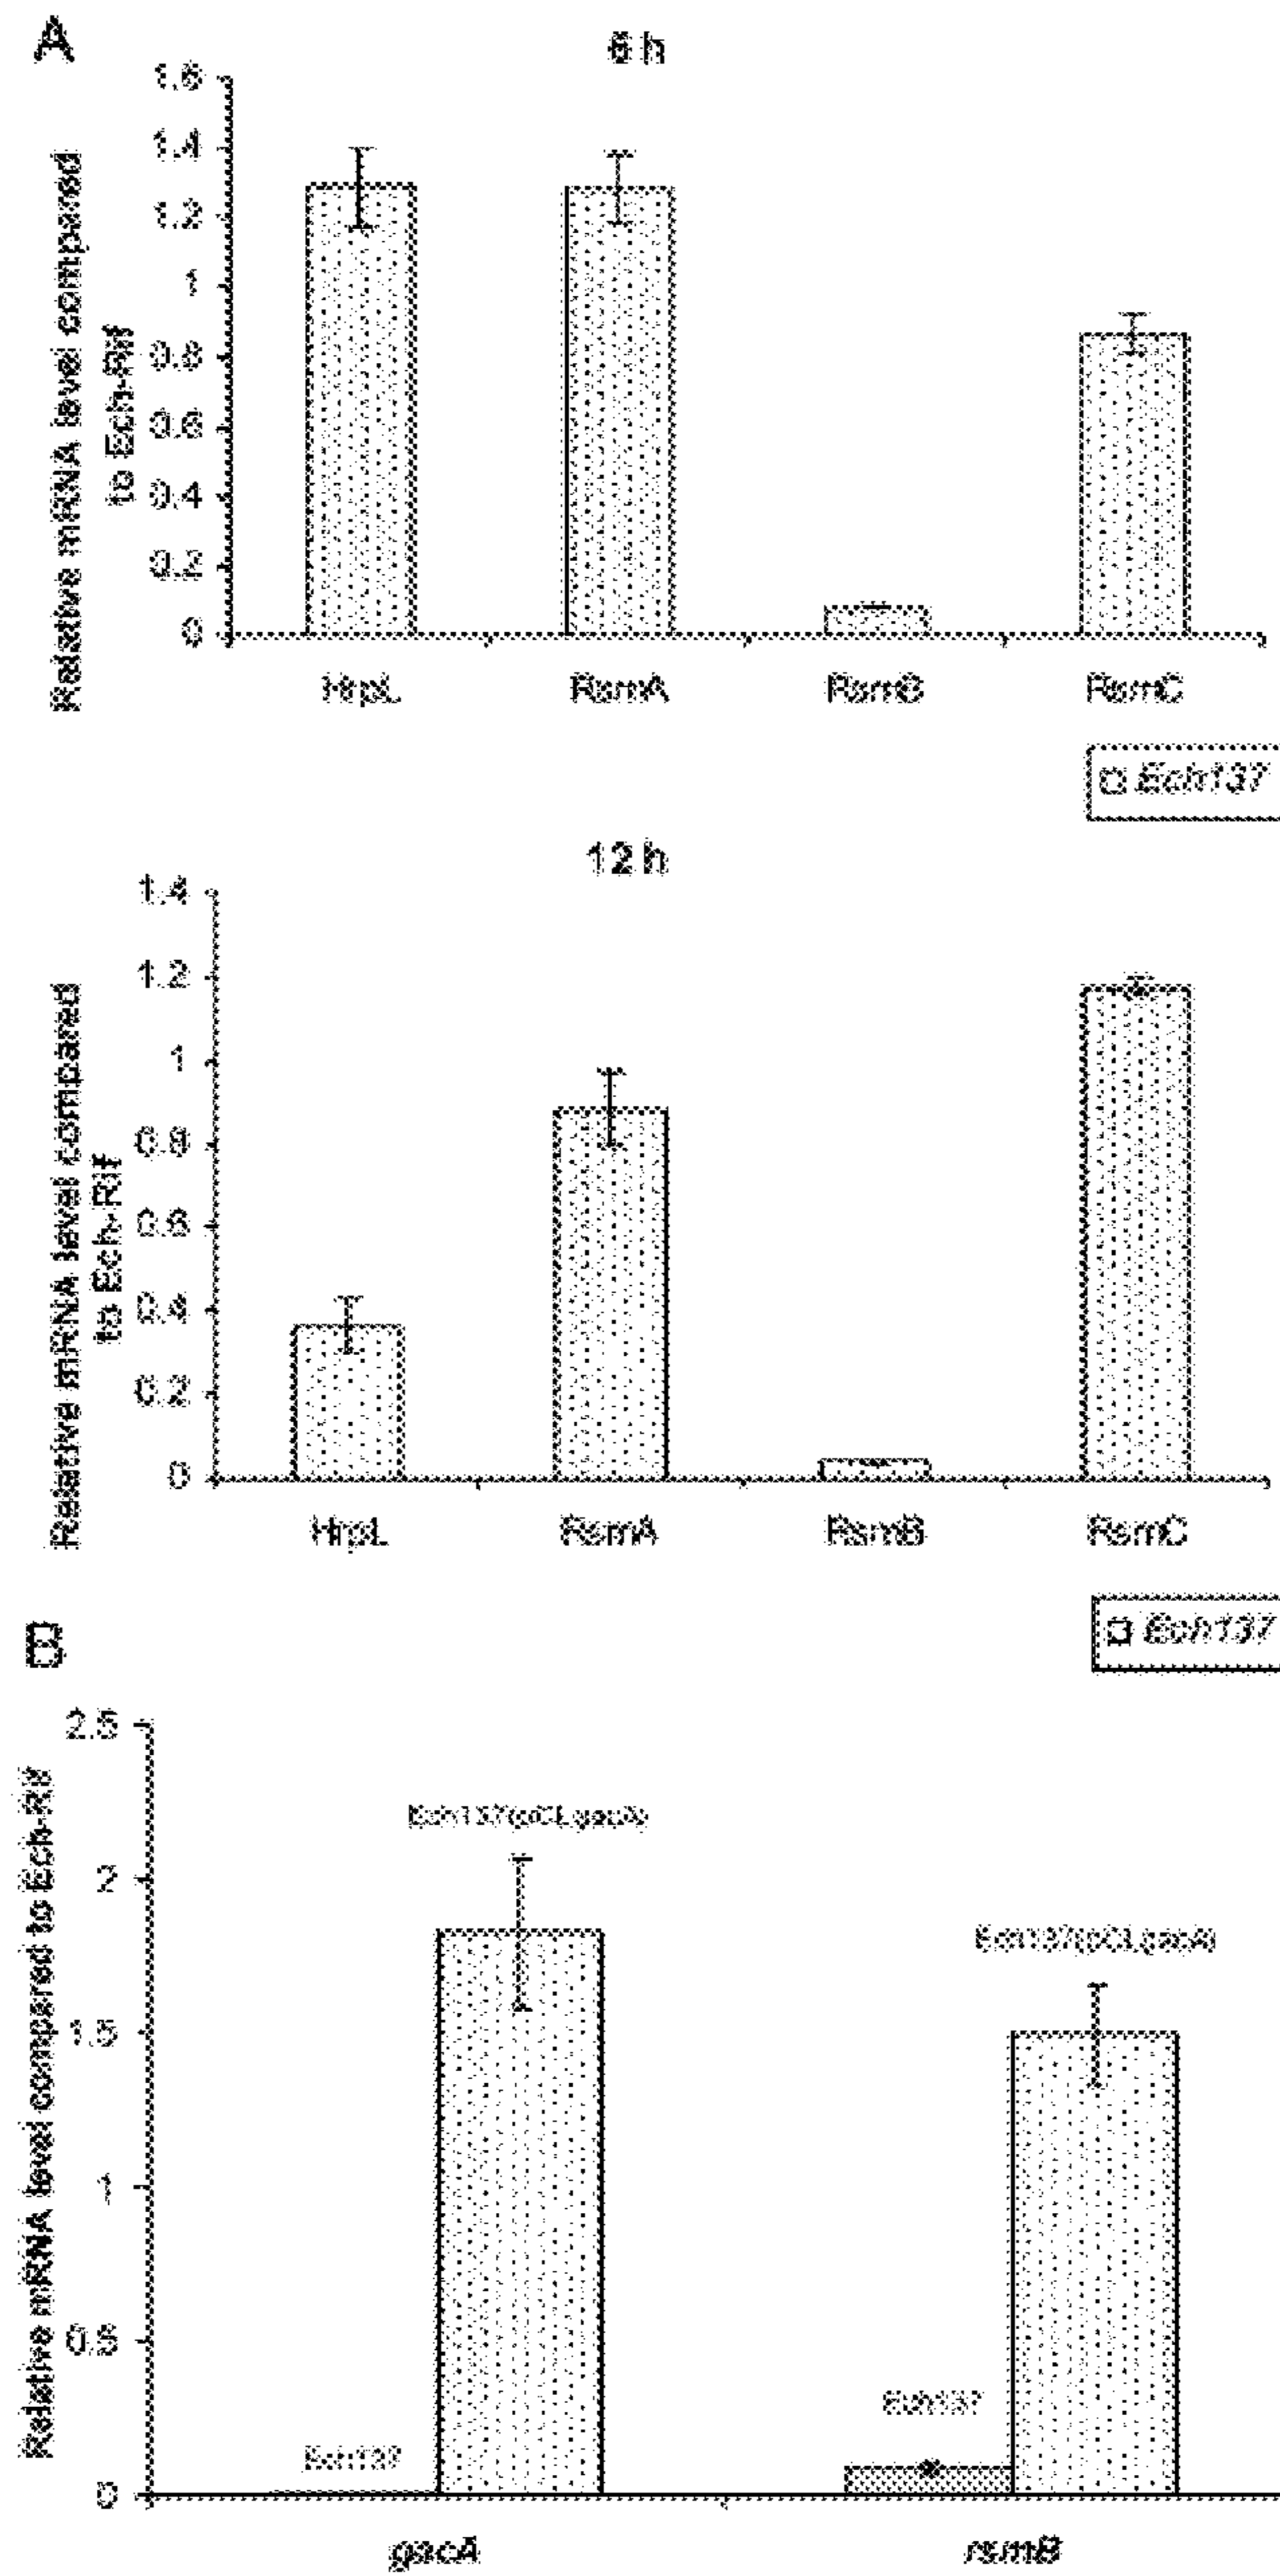 A
6 h
Relative mRNA level compared
to Ech-Rif
1.6
1.4
1.2
1
0.8
0.6
0.4
0.2
0
HrpL RsmA RsmB RsmC
Ech137
12 h
Relative mRNA level compared
to Ech-Rif
1.4
1.2
1
0.8
0.6
0.4
0.2
0
HrpL RsmA RsmB RsmC
Ech137
B
Relative mRNA level compared to Ech-Rif
2.5
2
1.5
1
0.5
0
Ech137(pCLgacA)
Ech137(pCLgacA)
Ech137
Ech137
gacA rsmB